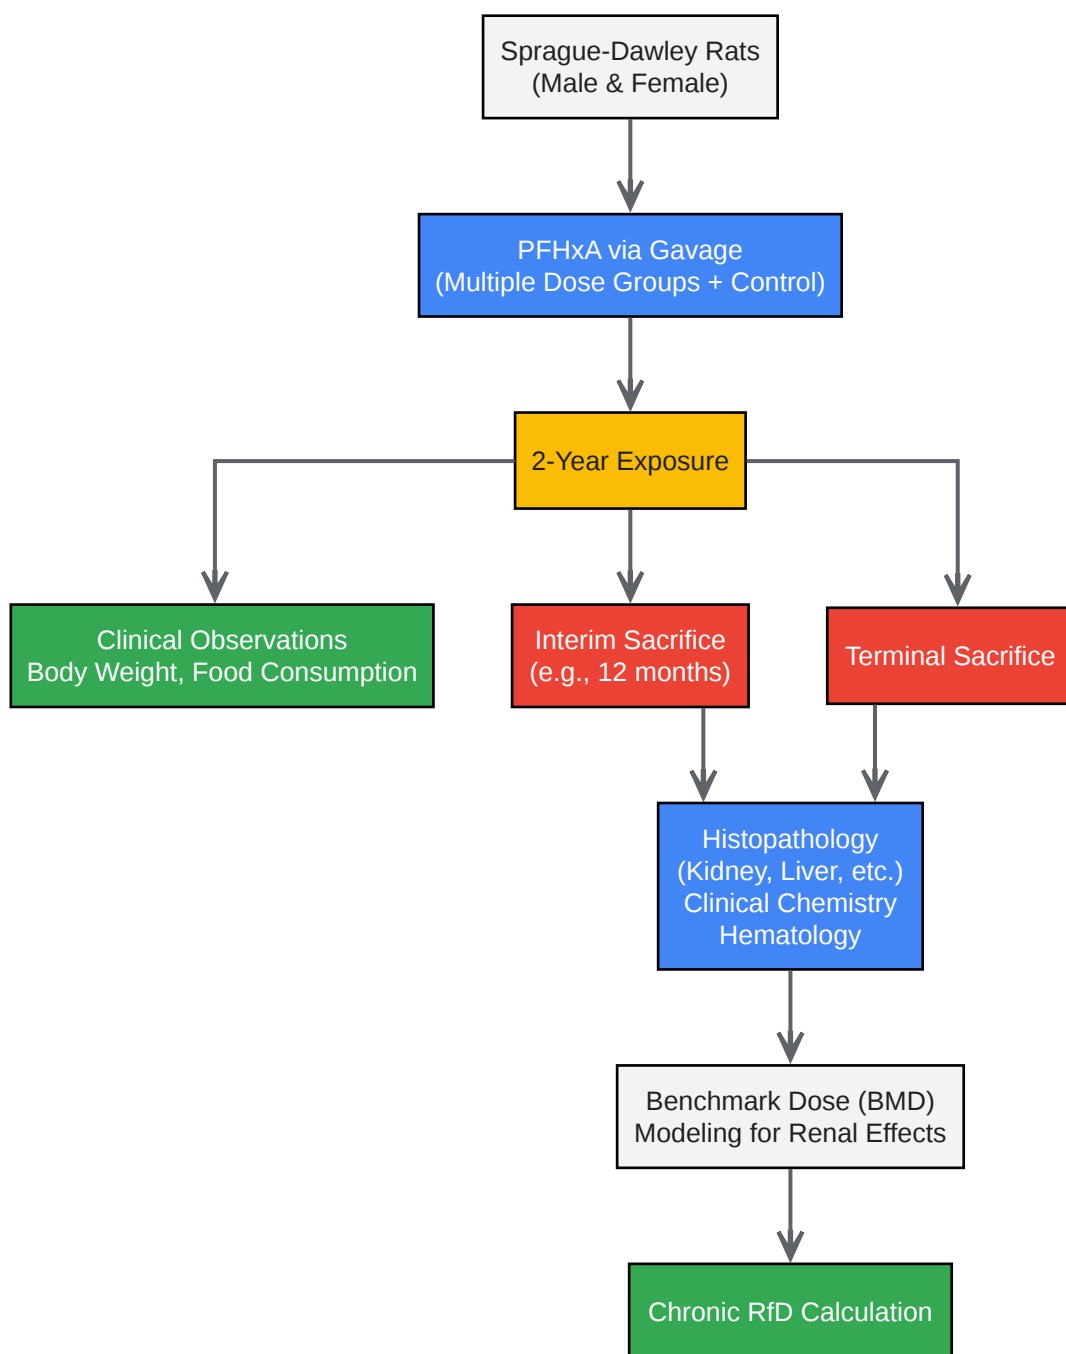 Sprague-Dawley Rats
(Male & Female)
PFHxA via Gavage
(Multiple Dose Groups + Control)
2-Year Exposure
Clinical Observations
Body Weight, Food Consumption
Interim Sacrifice
(e.g., 12 months)
Terminal Sacrifice
Histopathology
(Kidney, Liver, etc.)
Clinical Chemistry
Hematology
Benchmark Dose (BMD)
Modeling for Renal Effects
Chronic RfD Calculation